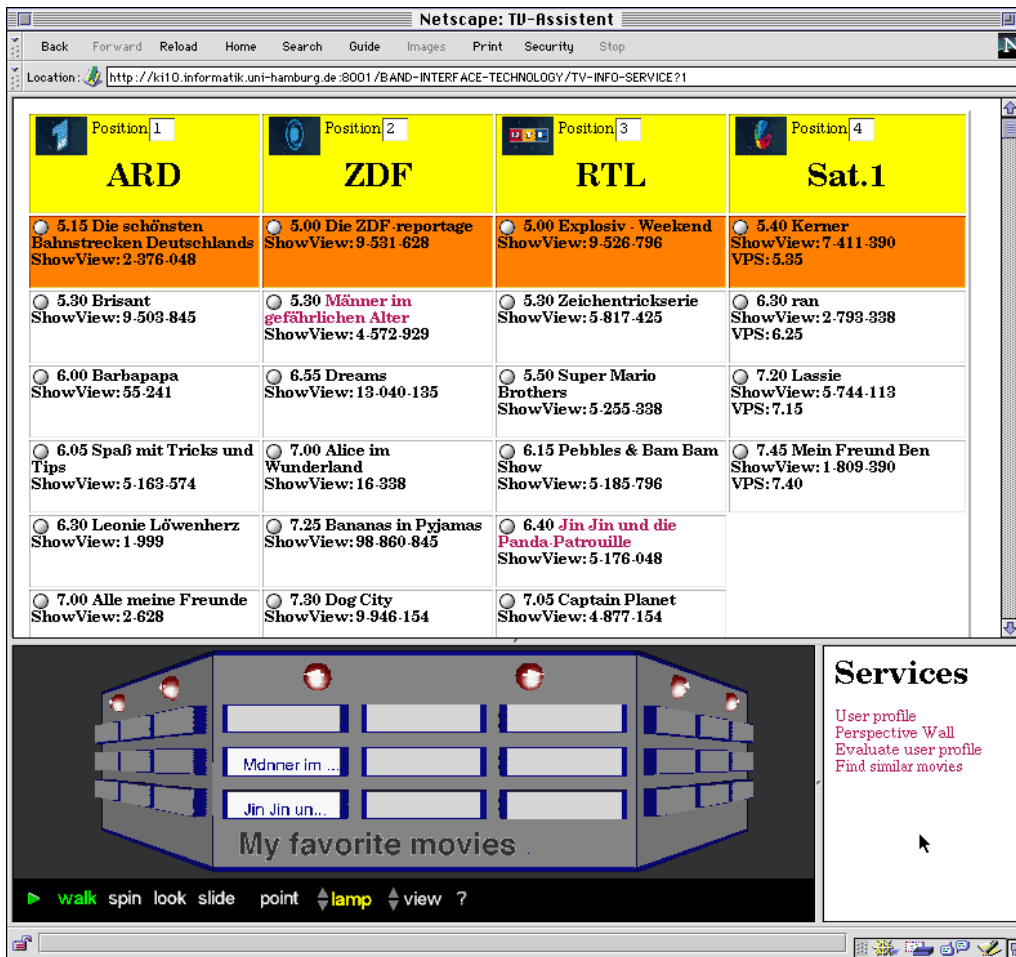 Netscape: TV-Assistent
Back Forward Reload Home Search Guide Images Print Security Stop
N
Location: http://ki10.informatik.uni-hamburg.de:8001/BAND-INTERFACE-TECHNOLOGY/TV-INFO-SERVICE?1
Position 1
ARD
Position 2
ZDF
Position 3
RTL
Position 4
Sat.1
5.15 Die schönsten
Bahnstrecken Deutschlands
ShowView: 2-376-048
5.00 Die ZDF-reportage
ShowView: 9-531-628
5.00 Explosiv - Weekend
ShowView: 9-526-796
5.40 Kerner
ShowView: 7-411-390
VPS: 5.35
5.30 Brisant
ShowView: 9-503-845
5.30 Männer im
gefährlichen Alter
ShowView: 4-572-929
5.30 Zeichentrickserie
ShowView: 5-817-425
6.30 ran
ShowView: 2-793-338
VPS: 6.25
6.00 Barbapapa
ShowView: 55-241
6.55 Dreams
ShowView: 13-040-135
5.50 Super Mario
Brothers
ShowView: 5-255-338
7.20 Lassie
ShowView: 5-744-113
VPS: 7.15
6.05 Spaß mit Tricks und
Tips
ShowView: 5-163-574
7.00 Alice im
Wunderland
ShowView: 16-338
6.15 Pebbles & Bam Bam
Show
ShowView: 5-185-796
7.45 Mein Freund Ben
ShowView: 1-809-390
VPS: 7.40
6.30 Leonie Löwenherz
ShowView: 1-999
7.25 Bananas in Pyjamas
ShowView: 98-860-845
6.40 Jin Jin und die
Panda-Patrouille
ShowView: 5-176-048
7.00 Alle meine Freunde
ShowView: 2-628
7.30 Dog City
ShowView: 9-946-154
7.05 Captain Planet
ShowView: 4-877-154
Mdnner im ...
Jin Jin un...
My favorite movies .
walk spin look slide point lamp view ?
Services
User profile
Perspective Wall
Evaluate user profile
Find similar movies